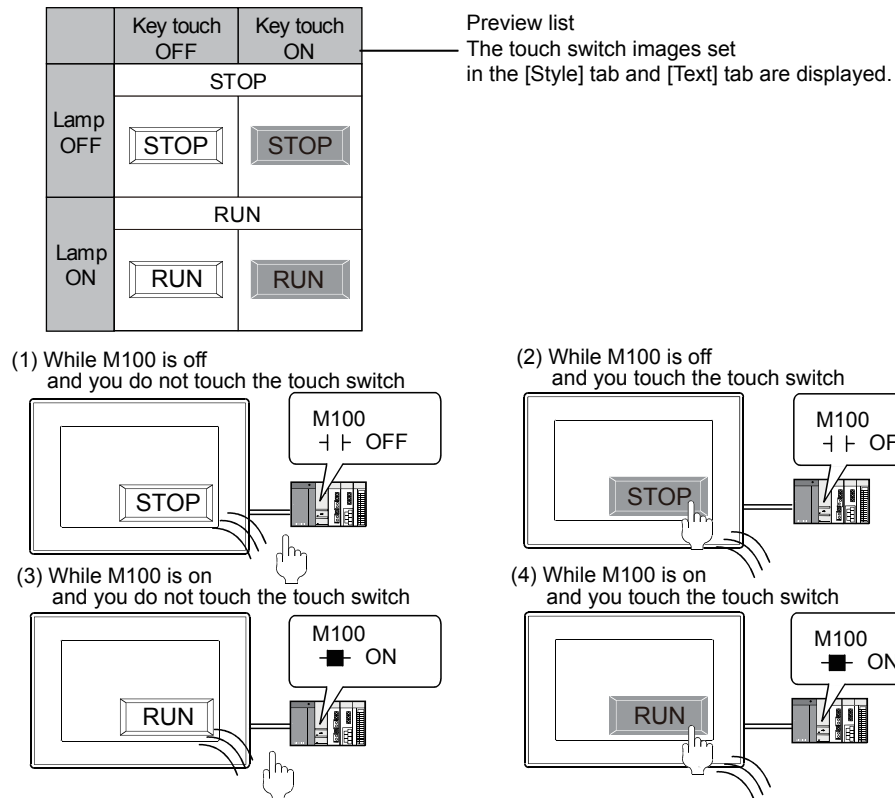 Key touch
OFF
Key touch
ON
Preview list
The touch switch images set
in the [Style] tab and [Text] tab are displayed.
STOP
Lamp
OFF
STOP
STOP
RUN
Lamp
ON
RUN
RUN
(1) While M100 is off
and you do not touch the touch switch
M100
OFF
STOP
(2) While M100 is off
and you touch the touch switch
M100
OF
STOP
(3) While M100 is on
and you do not touch the touch switch
M100
ON
RUN
(4) While M100 is on
and you touch the touch switch
M100
ON
RUN